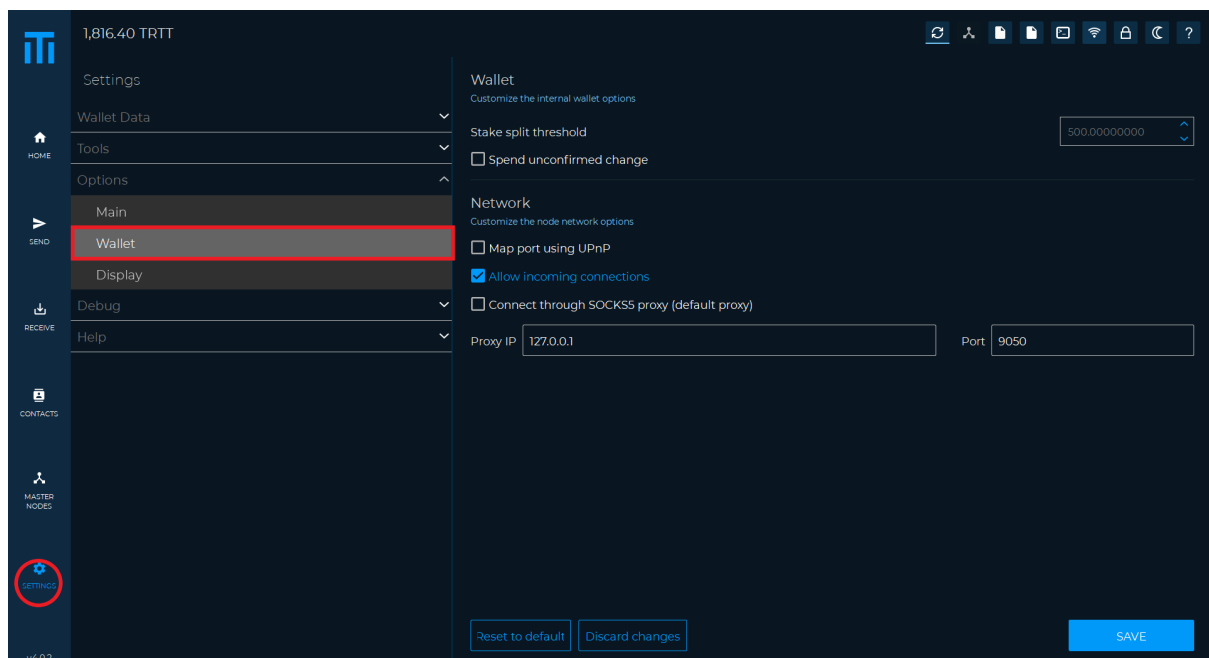 1,816.40 TRTT
?
HOME
SEND
RECEIVE
CONTACTS
MASTER
NODES
SETTINGS
Settings
Wallet Data
Tools
Options
Main
Wallet
Display
Debug
Help
Wallet
Customize the internal wallet options
Stake split threshold 500.00000000
Spend unconfirmed change
Network
Customize the node network options
Map port using UPnP
Allow incoming connections
Connect through SOCKS5 proxy (default proxy)
Proxy IP 127.0.0.1 Port 9050
Reset to default Discard changes SAVE